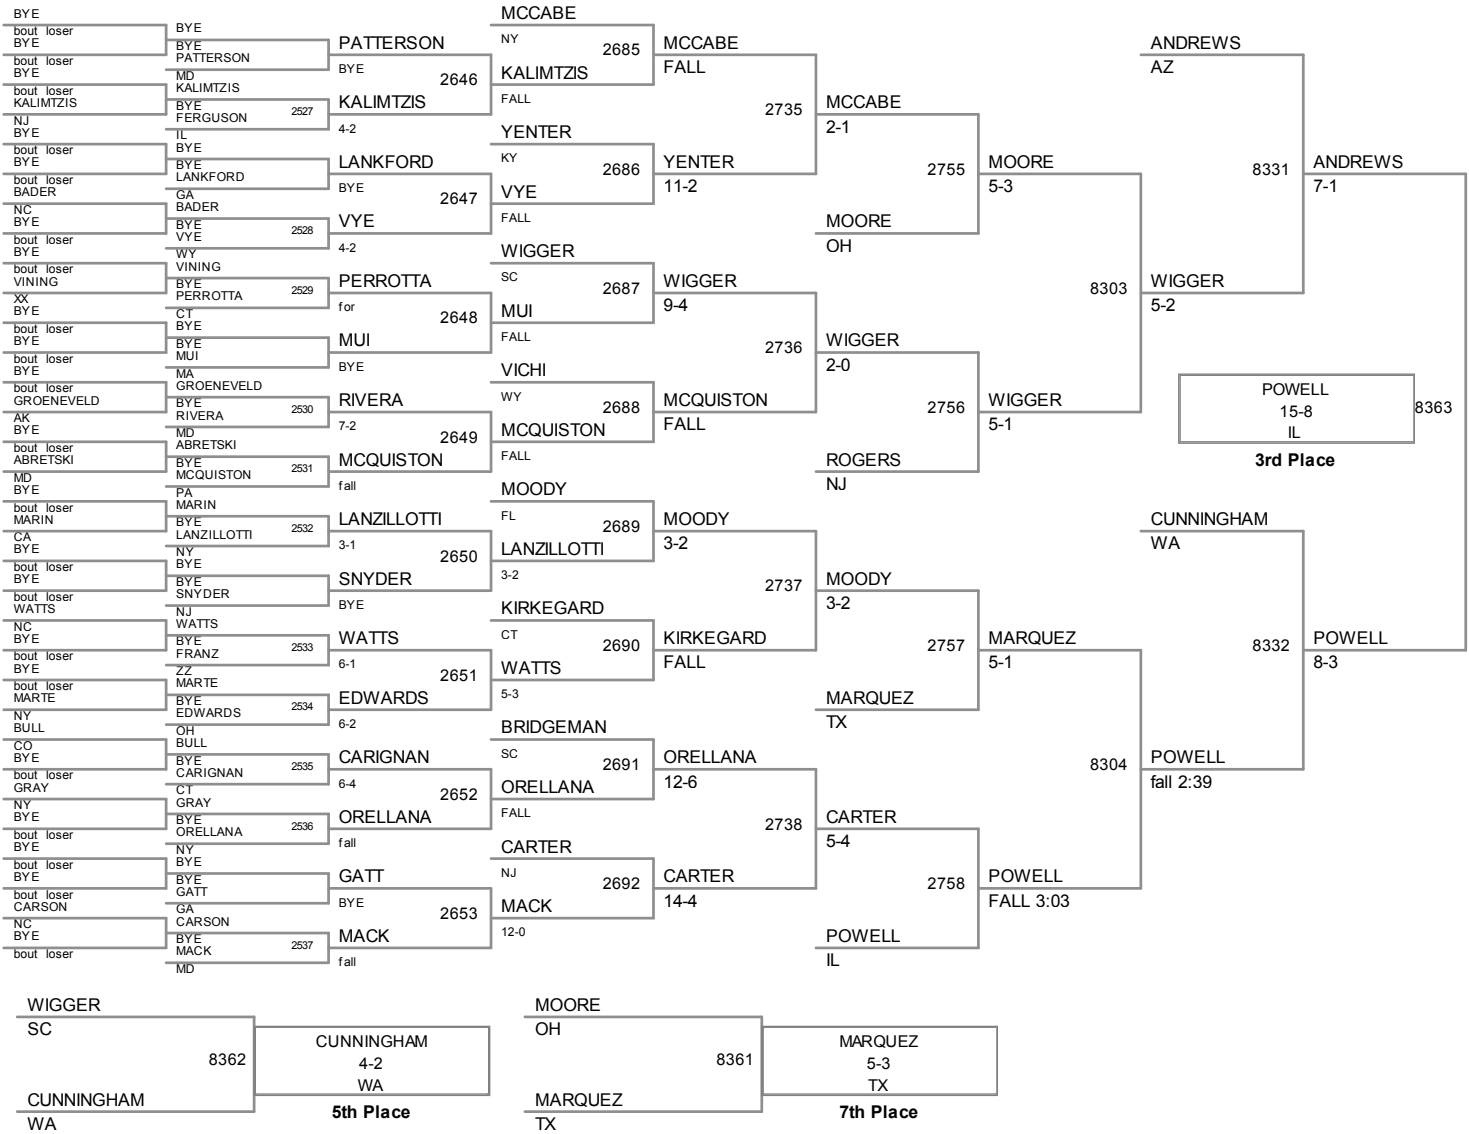 BYE
bout loser
BYE
bout loser
BYE
bout loser
KALIMTZIS
NJ
BYE
bout loser
BYE
bout loser
BADER
NC
BYE
bout loser
BYE
bout loser
VINING
XX
BYE
bout loser
BYE
bout loser
BYE
bout loser
GROENEVELD
AK
BYE
bout loser
ABRETSKI
MD
BYE
bout loser
MARIN
CA
BYE
bout loser
BYE
bout loser
WATTS
NC
BYE
bout loser
BYE
bout loser
MARTE
NY
BULL
CO
BYE
bout loser
GRAY
NY
BYE
bout loser
BYE
bout loser
BYE
bout loser
CARSON
NC
BYE
bout loser
BYE
BYE
PATTERSON
MD
KALIMTZIS
BYE
2527
FERGUSON
IL
BYE
BYE
LANKFORD
GA
BADER
BYE
2528
VYE
WY
VINING
BYE
2529
PERROTTA
CT
BYE
BYE
MUI
MA
GROENEVELD
BYE
2530
RIVERA
MD
ABRETSKI
BYE
2531
MCQUISTON
PA
MARIN
BYE
2532
LANZILLOTTI
NY
BYE
BYE
SNYDER
NJ
WATTS
BYE
2533
FRANZ
ZZ
MARTE
BYE
2534
EDWARDS
OH
BULL
BYE
2535
CARIGNAN
CT
GRAY
BYE
2536
ORELLANA
NY
BYE
BYE
GATT
GA
CARSON
BYE
2537
MACK
MD
PATTERSON
BYE
2646
KALIMTZIS
4-2
LANKFORD
BYE
2647
VYE
4-2
PERROTTA
for
2648
MUI
BYE
RIVERA
7-2
2649
MCQUISTON
fall
LANZILLOTTI
3-1
2650
SNYDER
BYE
WATTS
6-1
2651
EDWARDS
6-2
CARIGNAN
6-4
2652
ORELLANA
fall
GATT
BYE
2653
MACK
fall
MCCABE
NY
2685
KALIMTZIS
FALL
YENTER
KY
2686
VYE
FALL
WIGGER
SC
2687
MUI
FALL
VICHI
WY
2688
MCQUISTON
FALL
MOODY
FL
2689
LANZILLOTTI
3-2
KIRKEGARD
CT
2690
WATTS
5-3
BRIDGEMAN
SC
2691
ORELLANA
FALL
CARTER
NJ
2692
MACK
12-0
MCCABE
FALL
2735
YENTER
11-2
WIGGER
9-4
2736
MCQUISTON
FALL
MOODY
3-2
2737
KIRKEGARD
FALL
ORELLANA
12-6
2738
CARTER
14-4
MCCABE
2-1
2755
MOORE
OH
WIGGER
2-0
2756
ROGERS
NJ
MOODY
3-2
2757
MARQUEZ
TX
CARTER
5-4
2758
POWELL
IL
MOORE
5-3
8303
WIGGER
5-1
MARQUEZ
5-1
8304
POWELL
FALL 3:03
ANDREWS
AZ
8331
WIGGER
5-2
CUNNINGHAM
WA
8332
POWELL
fall 2:39
ANDREWS
7-1
8363
POWELL
8-3
POWELL
15-8
IL
3rd Place
WIGGER
SC
8362
CUNNINGHAM
WA
CUNNINGHAM
4-2
WA
5th Place
MOORE
OH
8361
MARQUEZ
TX
MARQUEZ
5-3
TX
7th Place